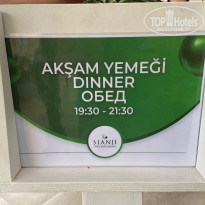 TOP HOTELS
AKŞAM YEMEĞİ
DINNER
ОБЕД
19:30 - 21:30
SIANJI